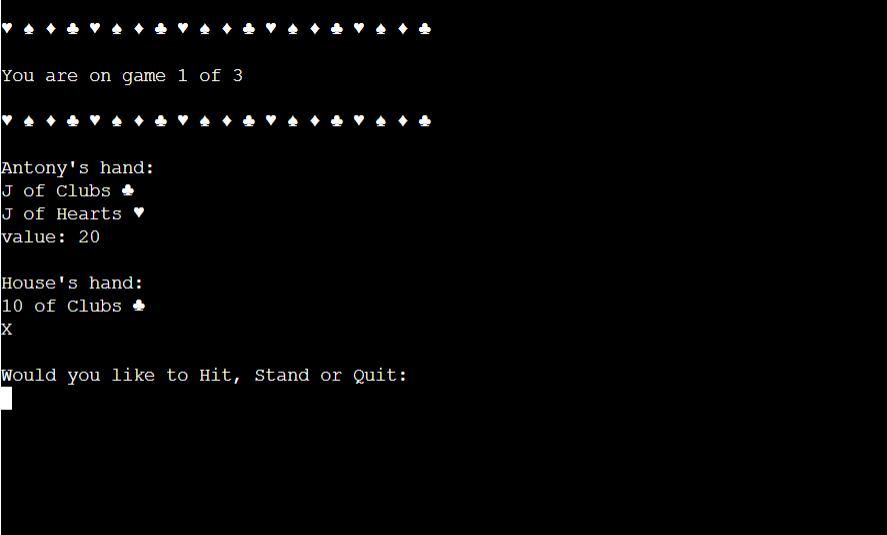 ♥ ♠ ♦ ♣ ♥ ♠ ♦ ♣ ♥ ♠ ♦ ♣ ♥ ♠ ♦ ♣ ♥ ♠ ♦ ♣
You are on game 1 of 3
♥ ♠ ♦ ♣ ♥ ♠ ♦ ♣ ♥ ♠ ♦ ♣ ♥ ♠ ♦ ♣ ♥ ♠ ♦ ♣
Antony's hand:
J of Clubs ♣
J of Hearts ♥
value: 20
House's hand:
10 of Clubs ♣
X
Would you like to Hit, Stand or Quit: